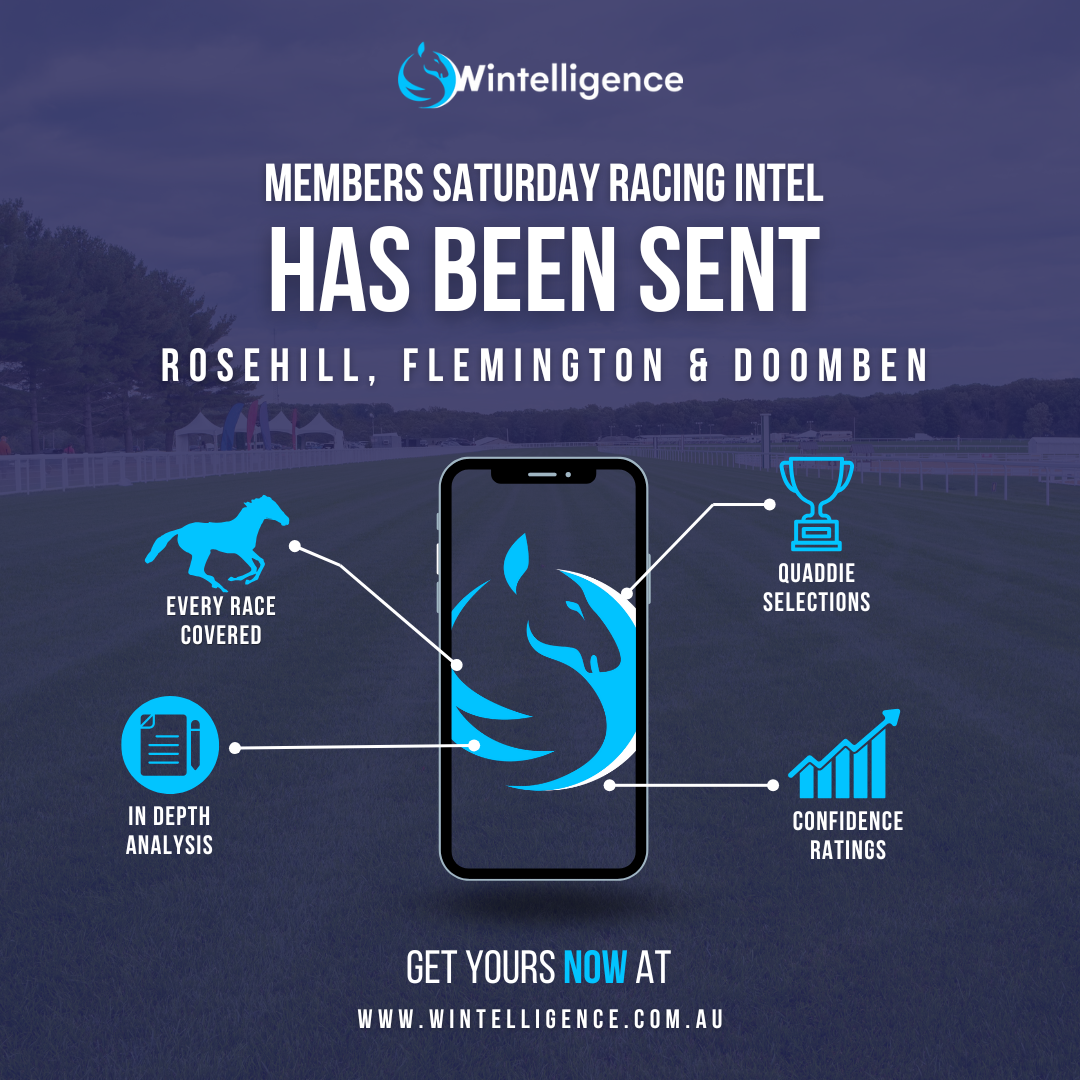 Wintelligence
MEMBERS SATURDAY RACING INTEL
HAS BEEN SENT
ROSEHILL, FLEMINGTON & DOOMBEN
EVERY RACE
COVERED
QUADDIE
SELECTIONS
IN DEPTH
ANALYSIS
CONFIDENCE
RATINGS
GET YOURS NOW AT
WWW.WINTELLIGENCE.COM.AU